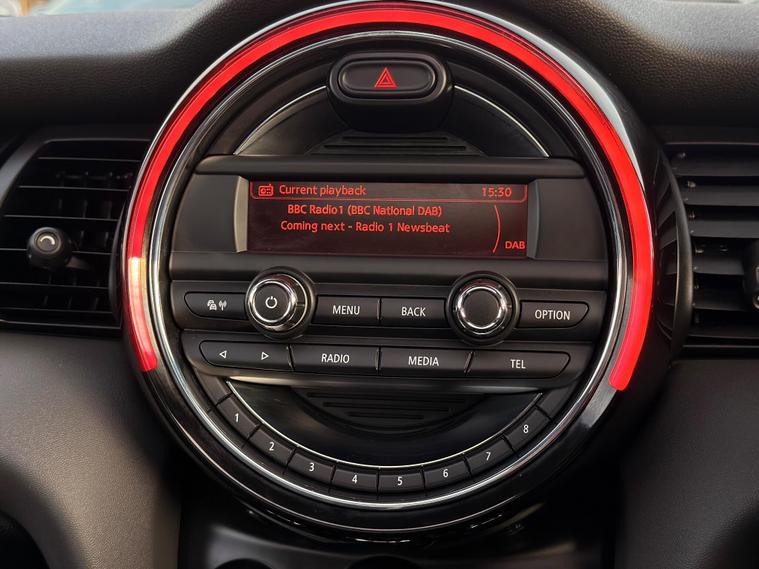 Current playback 15:30
BBC Radio1 (BBC National DAB)
Coming next - Radio 1 Newsbeat
DAB
MENU BACK OPTION
RADIO MEDIA TEL
1 2 3 4 5 6 7 8